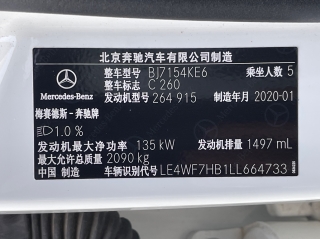 北京奔驰汽车有限公司制造
整车型号 BJ7154KE6 乘坐人数 5
整车型号 C 260
Mercedes-Benz 发动机型号 264 915 制造年月 2020-01
梅赛德斯-奔驰牌
1.0 %
发动机最大净功率 135 kW 发动机排量 1497 mL
最大允许总质量 2090 kg
中国 制造 车辆识别代号 LE4WF7HB1LL664733